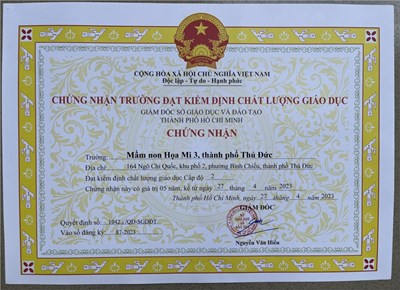 CỘNG HÒA XÃ HỘI CHỦ NGHĨA VIỆT NAM
Độc lập - Tự do - Hạnh phúc
CHỨNG NHẬN TRƯỜNG ĐẠT KIỂM ĐỊNH CHẤT LƯỢNG GIÁO DỤC
GIÁM ĐỐC SỞ GIÁO DỤC VÀ ĐÀO TẠO
THÀNH PHỐ HỒ CHÍ MINH
CHỨNG NHẬN
Trường: Mầm non Họa Mi 3, thành phố Thủ Đức
Địa chỉ: 164 Ngô Chí Quốc, khu phố 2, phường Bình Chiểu, thành phố Thủ Đức
Đạt kiểm định chất lượng giáo dục Cấp độ 2
Chứng nhận này có giá trị 05 năm, kể từ ngày 27 tháng 4 năm 2023
Thành phố Hồ Chí Minh, ngày 27 tháng 4 năm 2023
GIÁM ĐỐC
Quyết định số: 1942 /QĐ-SGDĐT
Vào sổ đăng ký: 87-2023
Nguyễn Văn Hiếu